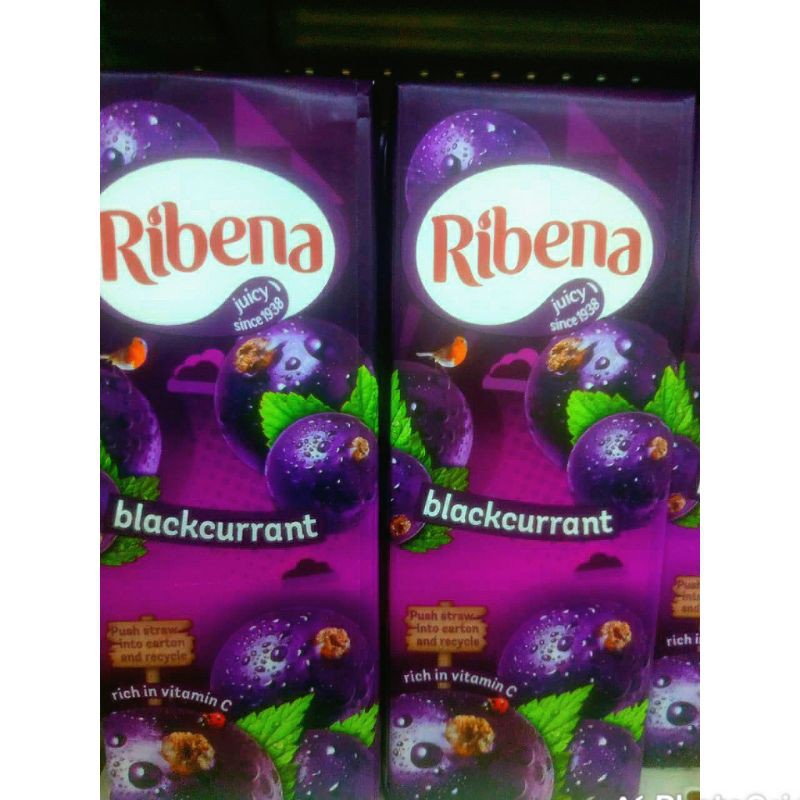 Ribena
juicy
since 1938
blackcurrant
Push straw
into carton
and recycle
rich in vitamin C
Ribena
juicy
since 1938
blackcurrant
Push straw
into carton
and recycle
rich in vitamin C